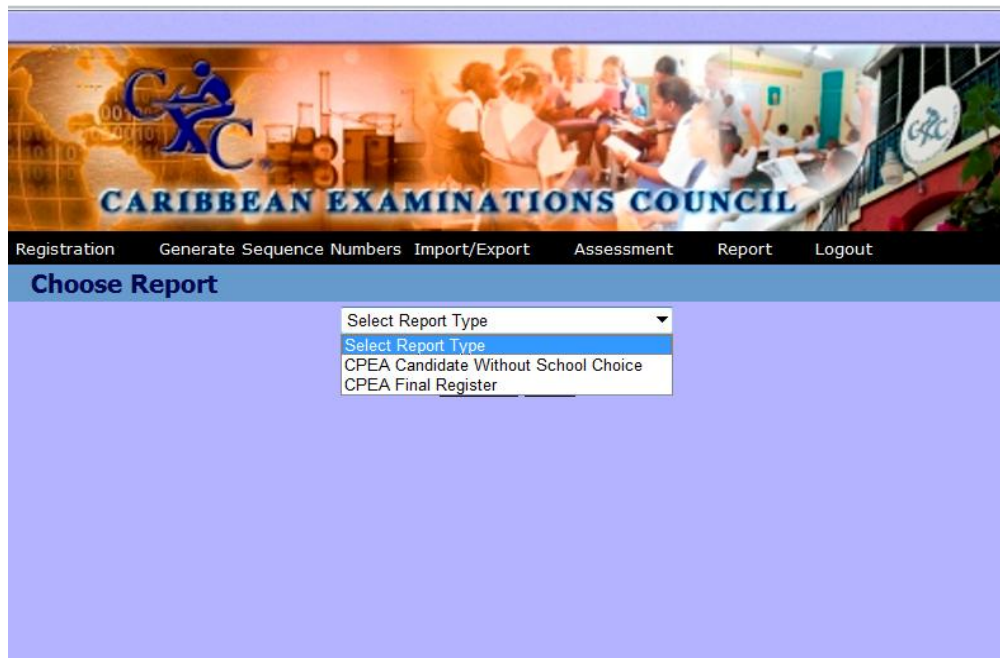 CXC
CXC
CARIBBEAN EXAMINATIONS COUNCIL
Registration Generate Sequence Numbers Import/Export Assessment Report Logout
Choose Report
Select Report Type
Select Report Type
CPEA Candidate Without School Choice
CPEA Final Register